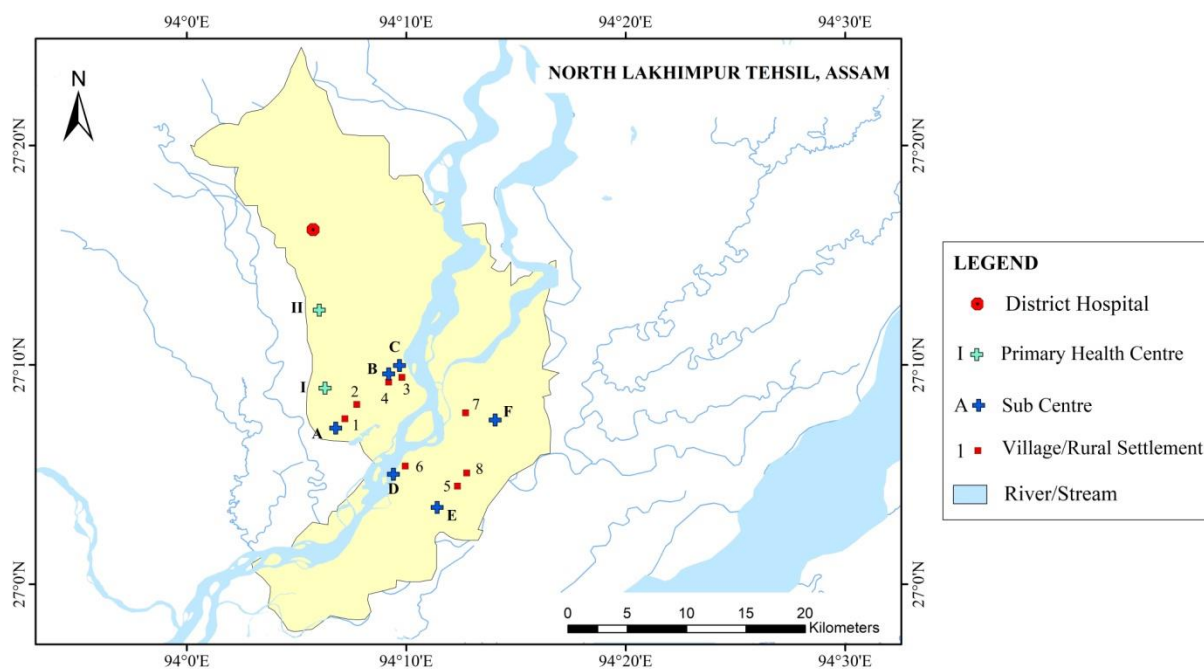 94°0'E 94°10'E 94°20'E 94°30'E
N
NORTH LAKHIMPUR TEHSIL, ASSAM
27°20'N 27°20'N
II
C
B
27°10'N 27°10'N
I
4 3
2
7 F
1
A
6
8
D
5
E
27°0'N 27°0'N
0 5 10 15 20
Kilometers
94°0'E 94°10'E 94°20'E 94°30'E
LEGEND
District Hospital
I Primary Health Centre
A Sub Centre
1 Village/Rural Settlement
River/Stream